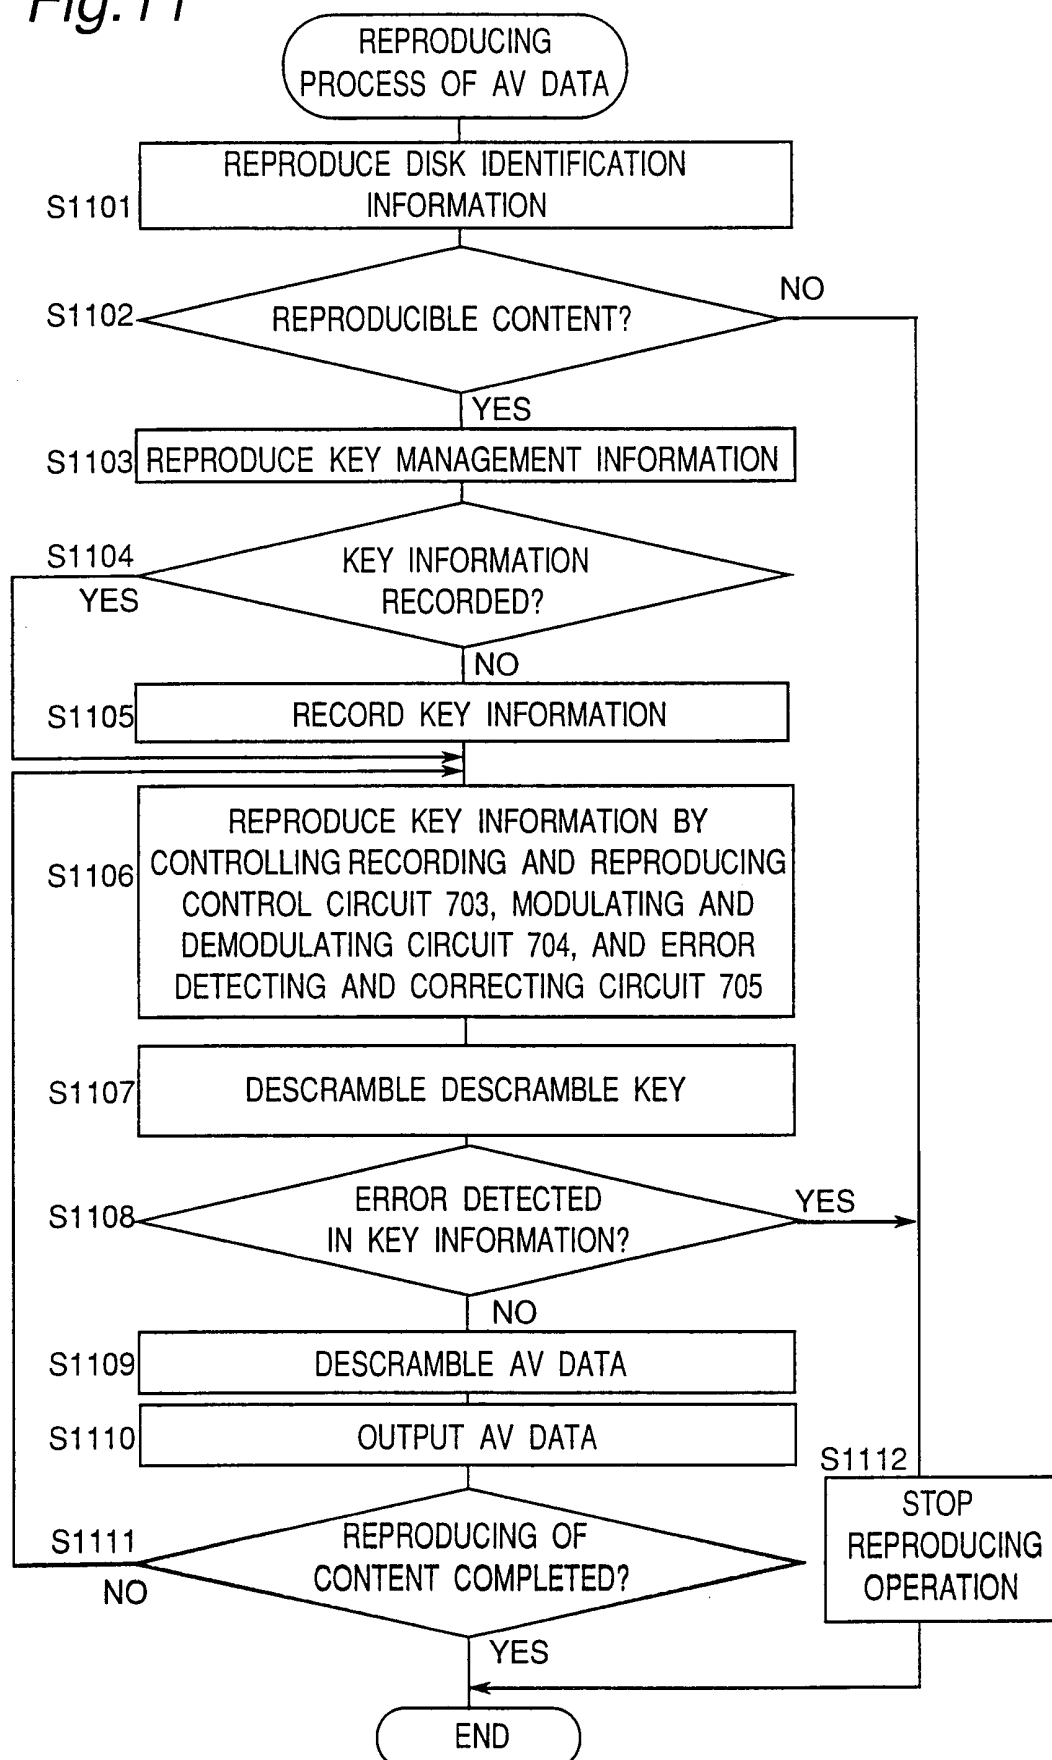 Fig.11
REPRODUCING
PROCESS OF AV DATA
REPRODUCE DISK IDENTIFICATION
INFORMATION
S1101
S1102
REPRODUCIBLE CONTENT?
NO
YES
S1103
REPRODUCE KEY MANAGEMENT INFORMATION
S1104
KEY INFORMATION
RECORDED?
YES
NO
S1105
RECORD KEY INFORMATION
S1106
REPRODUCE KEY INFORMATION BY
CONTROLLING RECORDING AND REPRODUCING
CONTROL CIRCUIT 703, MODULATING AND
DEMODULATING CIRCUIT 704, AND ERROR
DETECTING AND CORRECTING CIRCUIT 705
S1107
DESCRAMBLE DESCRAMBLE KEY
S1108
ERROR DETECTED
IN KEY INFORMATION?
YES
NO
S1109
DESCRAMBLE AV DATA
S1110
OUTPUT AV DATA
S1111
REPRODUCING OF
CONTENT COMPLETED?
NO
YES
S1112
STOP
REPRODUCING
OPERATION
END